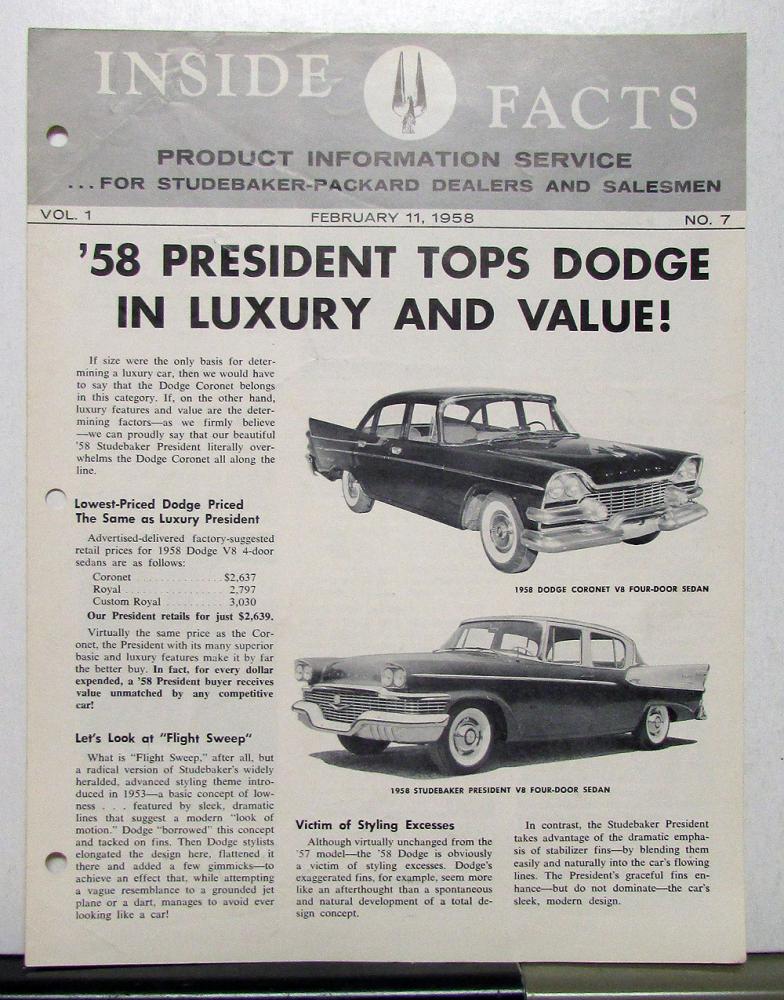 INSIDE FACTS
PRODUCT INFORMATION SERVICE
...FOR STUDEBAKER-PACKARD DEALERS AND SALESMEN
VOL. 1 FEBRUARY 11, 1958 NO. 7
'58 PRESIDENT TOPS DODGE
IN LUXURY AND VALUE!
If size were the only basis for deter-
mining a luxury car, then we would have
to say that the Dodge Coronet belongs
in this category. If, on the other hand,
luxury features and value are the deter-
mining factors—as we firmly believe
—we can proudly say that our beautiful
'58 Studebaker President literally over-
whelms the Dodge Coronet all along the
line.
Lowest-Priced Dodge Priced
The Same as Luxury President
Advertised-delivered factory-suggested
retail prices for 1958 Dodge V8 4-door
sedans are as follows:
Coronet . . . . . . . . . . . . . $2,637
Royal . . . . . . . . . . . . . . 2,797
Custom Royal . . . . . . . . . 3,030
Our President retails for just $2,639.
Virtually the same price as the Cor-
onet, the President with its many superior
basic and luxury features make it by far
the better buy. In fact, for every dollar
expended, a '58 President buyer receives
value unmatched by any competitive
car!
Let's Look at "Flight Sweep"
What is "Flight Sweep," after all, but
a radical version of Studebaker's widely
heralded, advanced styling theme intro-
duced in 1953—a basic concept of low-
ness . . . featured by sleek, dramatic
lines that suggest a modern "look of
motion." Dodge "borrowed" this concept
and tacked on fins. Then Dodge stylists
elongated the design here, flattened it
there and added a few gimmicks—to
achieve an effect that, while attempting
a vague resemblance to a grounded jet
plane or a dart, manages to avoid ever
looking like a car!
1958 DODGE CORONET V8 FOUR-DOOR SEDAN
1958 STUDEBAKER PRESIDENT V8 FOUR-DOOR SEDAN
Victim of Styling Excesses
Although virtually unchanged from the
'57 model—the '58 Dodge is obviously
a victim of styling excesses. Dodge's
exaggerated fins, for example, seem more
like an afterthought than a spontaneous
and natural development of a total de-
sign concept.
In contrast, the Studebaker President
takes advantage of the dramatic empha-
sis of stabilizer fins—by blending them
easily and naturally into the car's flowing
lines. The President's graceful fins en-
hance—but do not dominate—the car's
sleek, modern design.